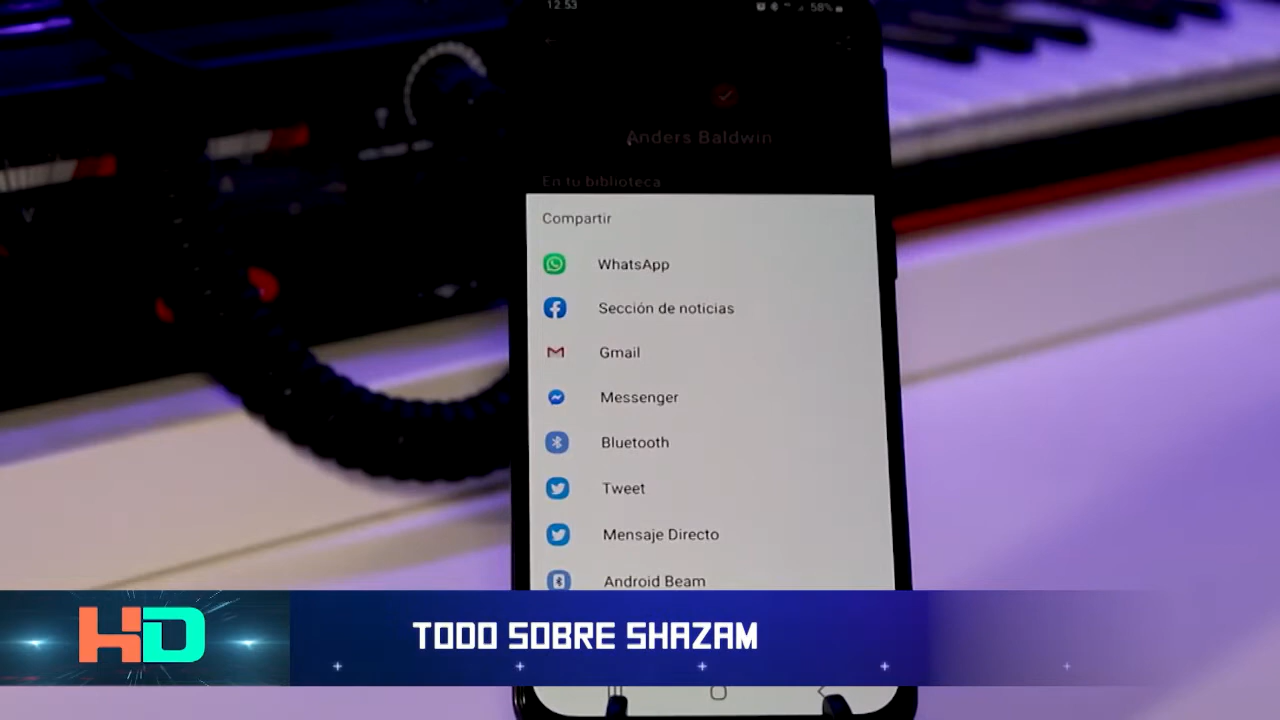 12:53
58%
Anders Baldwin
En tu biblioteca
Compartir
WhatsApp
Sección de noticias
Gmail
Messenger
Bluetooth
Tweet
Mensaje Directo
Android Beam
HD
TODO SOBRE SHAZAM